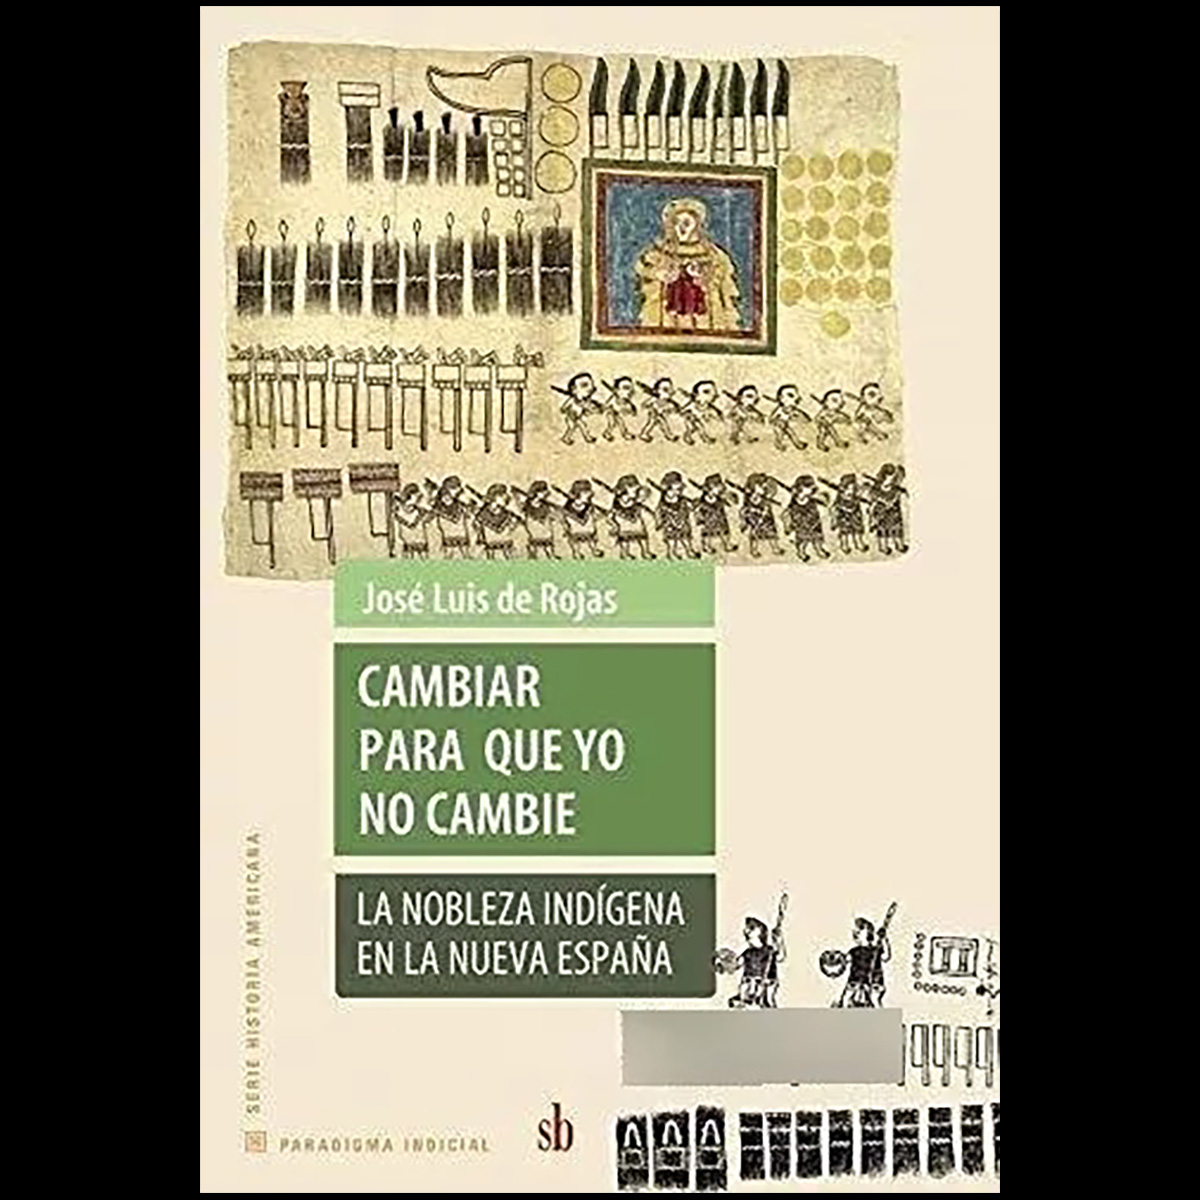 José Luis de Rojas
CAMBIAR
PARA QUE YO
NO CAMBIE
LA NOBLEZA INDÍGENA
EN LA NUEVA ESPAÑA
SERIE HISTORIA AMERICANA
PARADIGMA INDICIAL
sb